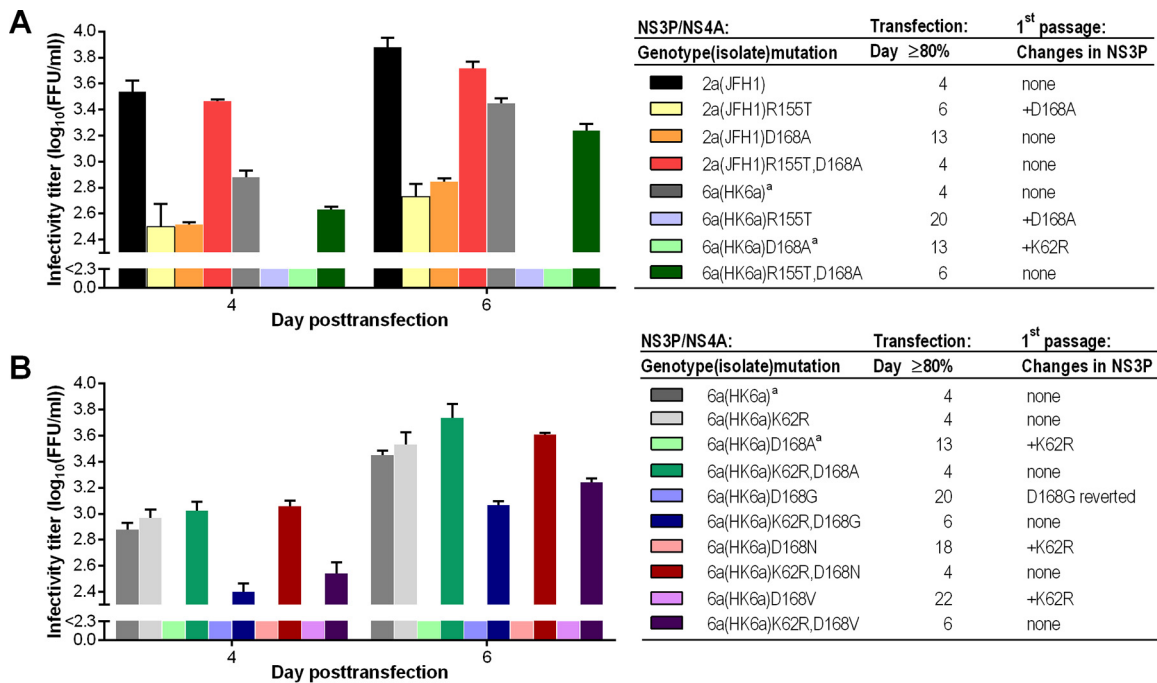 A
Infectivity titer (log10(FFU/ml))
4.0
3.8
3.6
3.4
3.2
3.0
2.8
2.6
2.4
<2.3
0.0
4 6
Day posttransfection
NS3P/NS4A: Transfection: 1st passage:
Genotype(isolate)mutation Day ≥80% Changes in NS3P
2a(JFH1) 4 none
2a(JFH1)R155T 6 +D168A
2a(JFH1)D168A 13 none
2a(JFH1)R155T,D168A 4 none
6a(HK6a)a 4 none
6a(HK6a)R155T 20 +D168A
6a(HK6a)D168Aa 13 +K62R
6a(HK6a)R155T,D168A 6 none
B
Infectivity titer (log10(FFU/ml))
4.0
3.8
3.6
3.4
3.2
3.0
2.8
2.6
2.4
<2.3
0.0
4 6
Day posttransfection
NS3P/NS4A: Transfection: 1st passage:
Genotype(isolate)mutation Day ≥80% Changes in NS3P
6a(HK6a)a 4 none
6a(HK6a)K62R 4 none
6a(HK6a)D168Aa 13 +K62R
6a(HK6a)K62R,D168A 4 none
6a(HK6a)D168G 20 D168G reverted
6a(HK6a)K62R,D168G 6 none
6a(HK6a)D168N 18 +K62R
6a(HK6a)K62R,D168N 4 none
6a(HK6a)D168V 22 +K62R
6a(HK6a)K62R,D168V 6 none